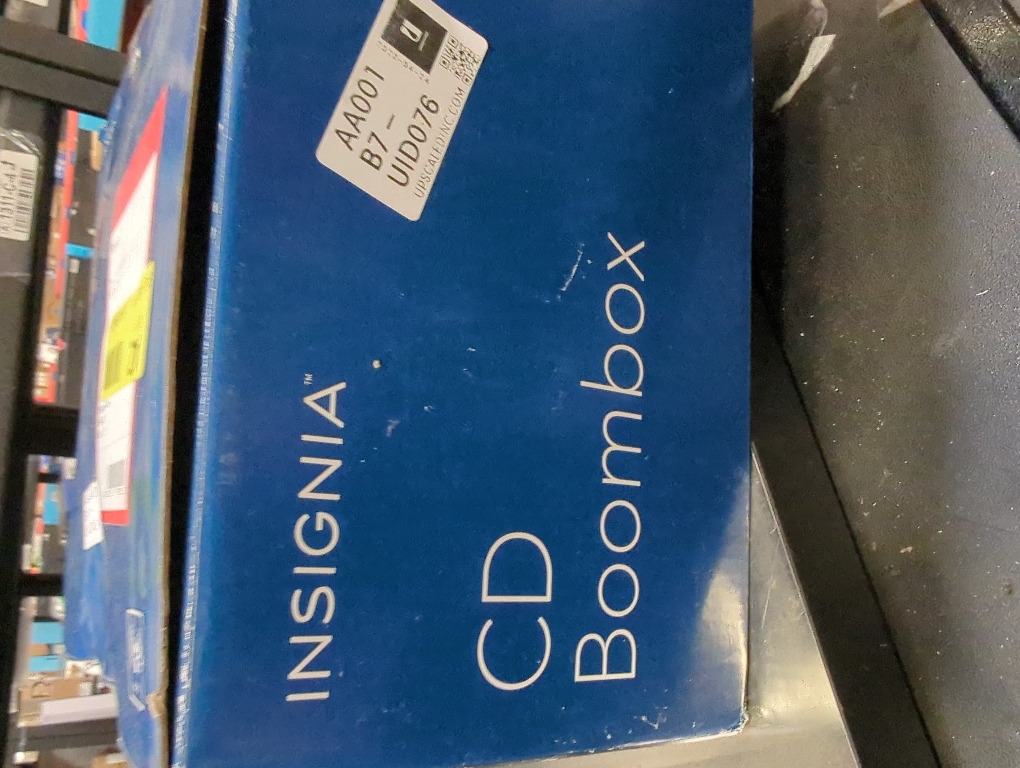 INSIGNIA™
CD
Boombox
AA001
B7 –
UID076
UPSCALEDINC.COM